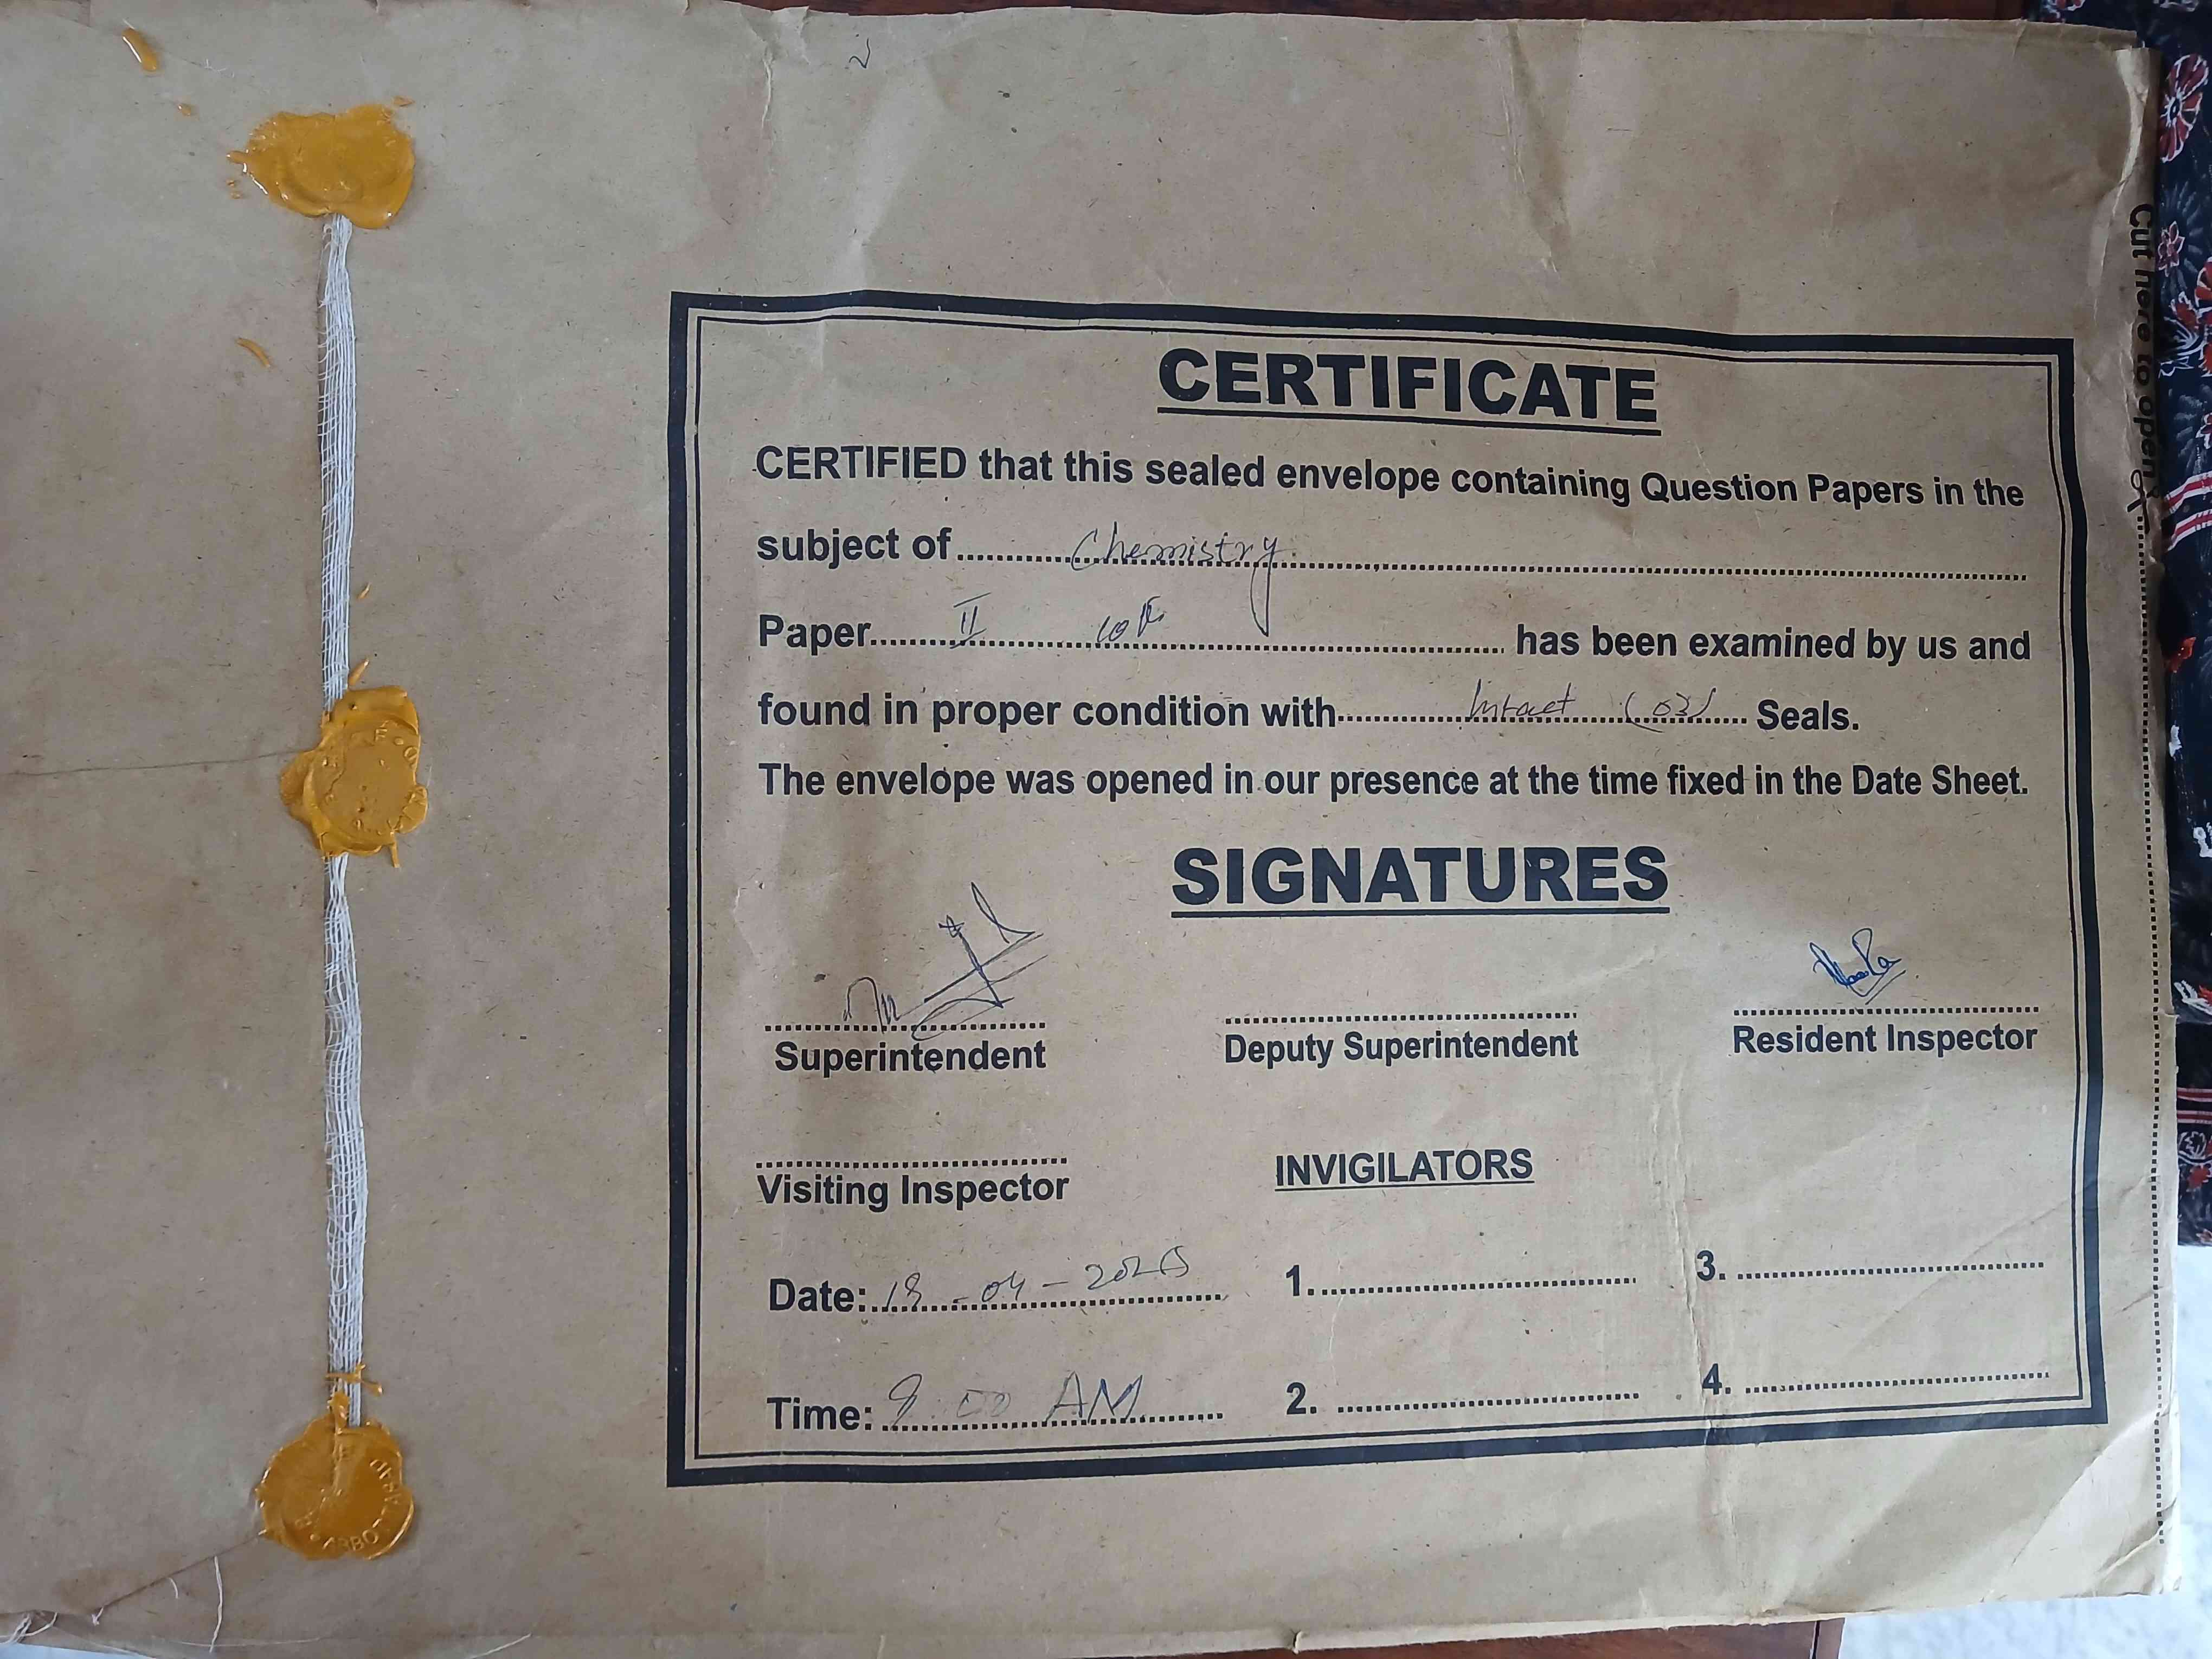 CERTIFICATE
CERTIFIED that this sealed envelope containing Question Papers in the
subject of Chemistry
Paper II 10th has been examined by us and
found in proper condition with Intact (03) Seals.
The envelope was opened in our presence at the time fixed in the Date Sheet.
SIGNATURES
Superintendent
Deputy Superintendent
Resident Inspector
Visiting Inspector
INVIGILATORS
Date: 18-04-2025
1.
3.
Time: 9:00 AM
2.
4.
Cut here to open